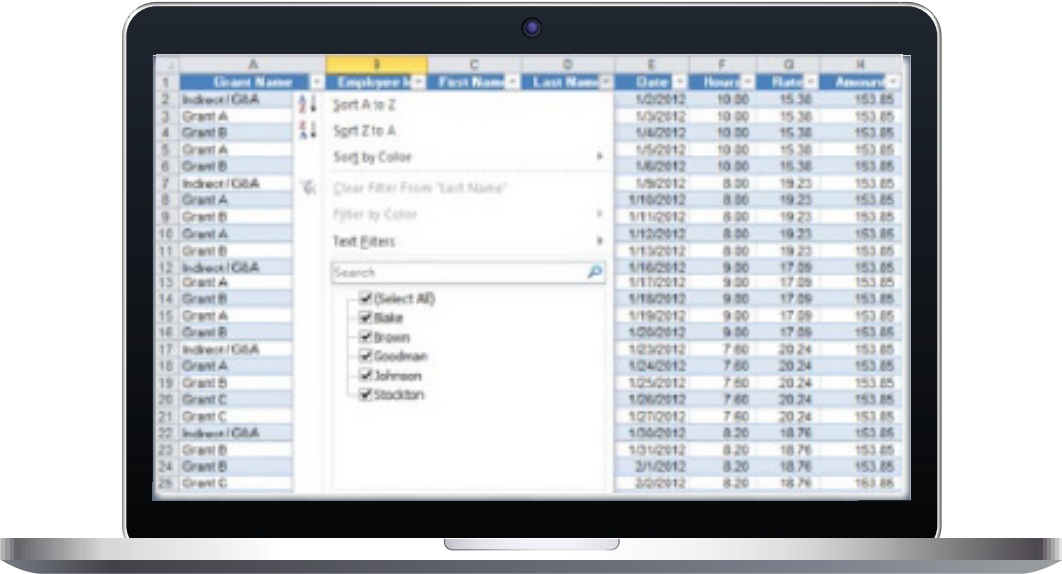 A B C D E F G H
1 Grant Name Employee First Name Last Name Date Hours Rate Amount
2 Indirect / G&A 1/2/2012 10.00 15.38 153.85
3 Grant A 1/3/2012 10.00 15.38 153.85
4 Grant B 1/4/2012 10.00 15.38 153.85
5 Grant A 1/5/2012 10.00 15.38 153.85
6 Grant B 1/6/2012 10.00 15.38 153.85
7 Indirect / G&A 1/9/2012 8.00 19.23 153.85
8 Grant A 1/10/2012 8.00 19.23 153.85
9 Grant B 1/11/2012 8.00 19.23 153.85
10 Grant A 1/12/2012 8.00 19.23 153.85
11 Grant B 1/13/2012 8.00 19.23 153.85
12 Indirect / G&A 1/16/2012 9.00 17.09 153.85
13 Grant A 1/17/2012 9.00 17.09 153.85
14 Grant B 1/18/2012 9.00 17.09 153.85
15 Grant A 1/19/2012 9.00 17.09 153.85
16 Grant B 1/20/2012 9.00 17.09 153.85
17 Indirect / G&A 1/23/2012 7.60 20.24 153.85
18 Grant A 1/24/2012 7.60 20.24 153.85
19 Grant B 1/25/2012 7.60 20.24 153.85
20 Grant C 1/26/2012 7.60 20.24 153.85
21 Grant C 1/27/2012 7.60 20.24 153.85
22 Indirect / G&A 1/30/2012 8.20 18.76 153.85
23 Grant B 1/31/2012 8.20 18.76 153.85
24 Grant B 2/1/2012 8.20 18.76 153.85
25 Grant C 2/2/2012 8.20 18.76 153.85
Sort A to Z
Sort Z to A
Sort by Color
Clear Filter From "Last Name"
Filter by Color
Text Filters
Search
(Select All)
Blake
Brown
Goodman
Johnson
Stockton